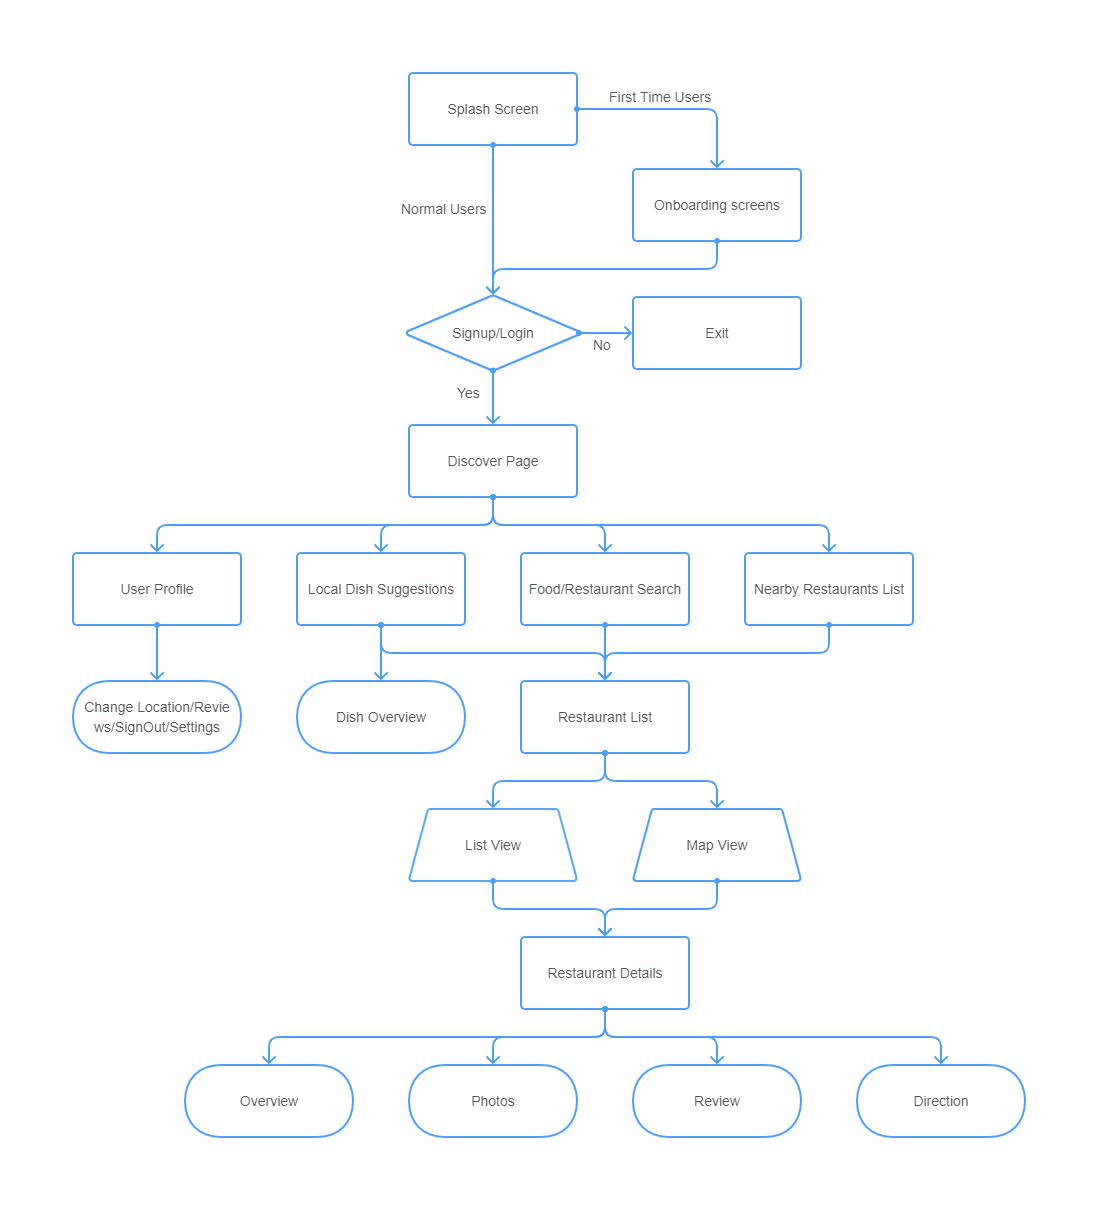 Splash Screen
First Time Users
Onboarding screens
Normal Users
Signup/Login
No
Exit
Yes
Discover Page
User Profile
Local Dish Suggestions
Food/Restaurant Search
Nearby Restaurants List
Change Location/Revie
ws/SignOut/Settings
Dish Overview
Restaurant List
List View
Map View
Restaurant Details
Overview
Photos
Review
Direction